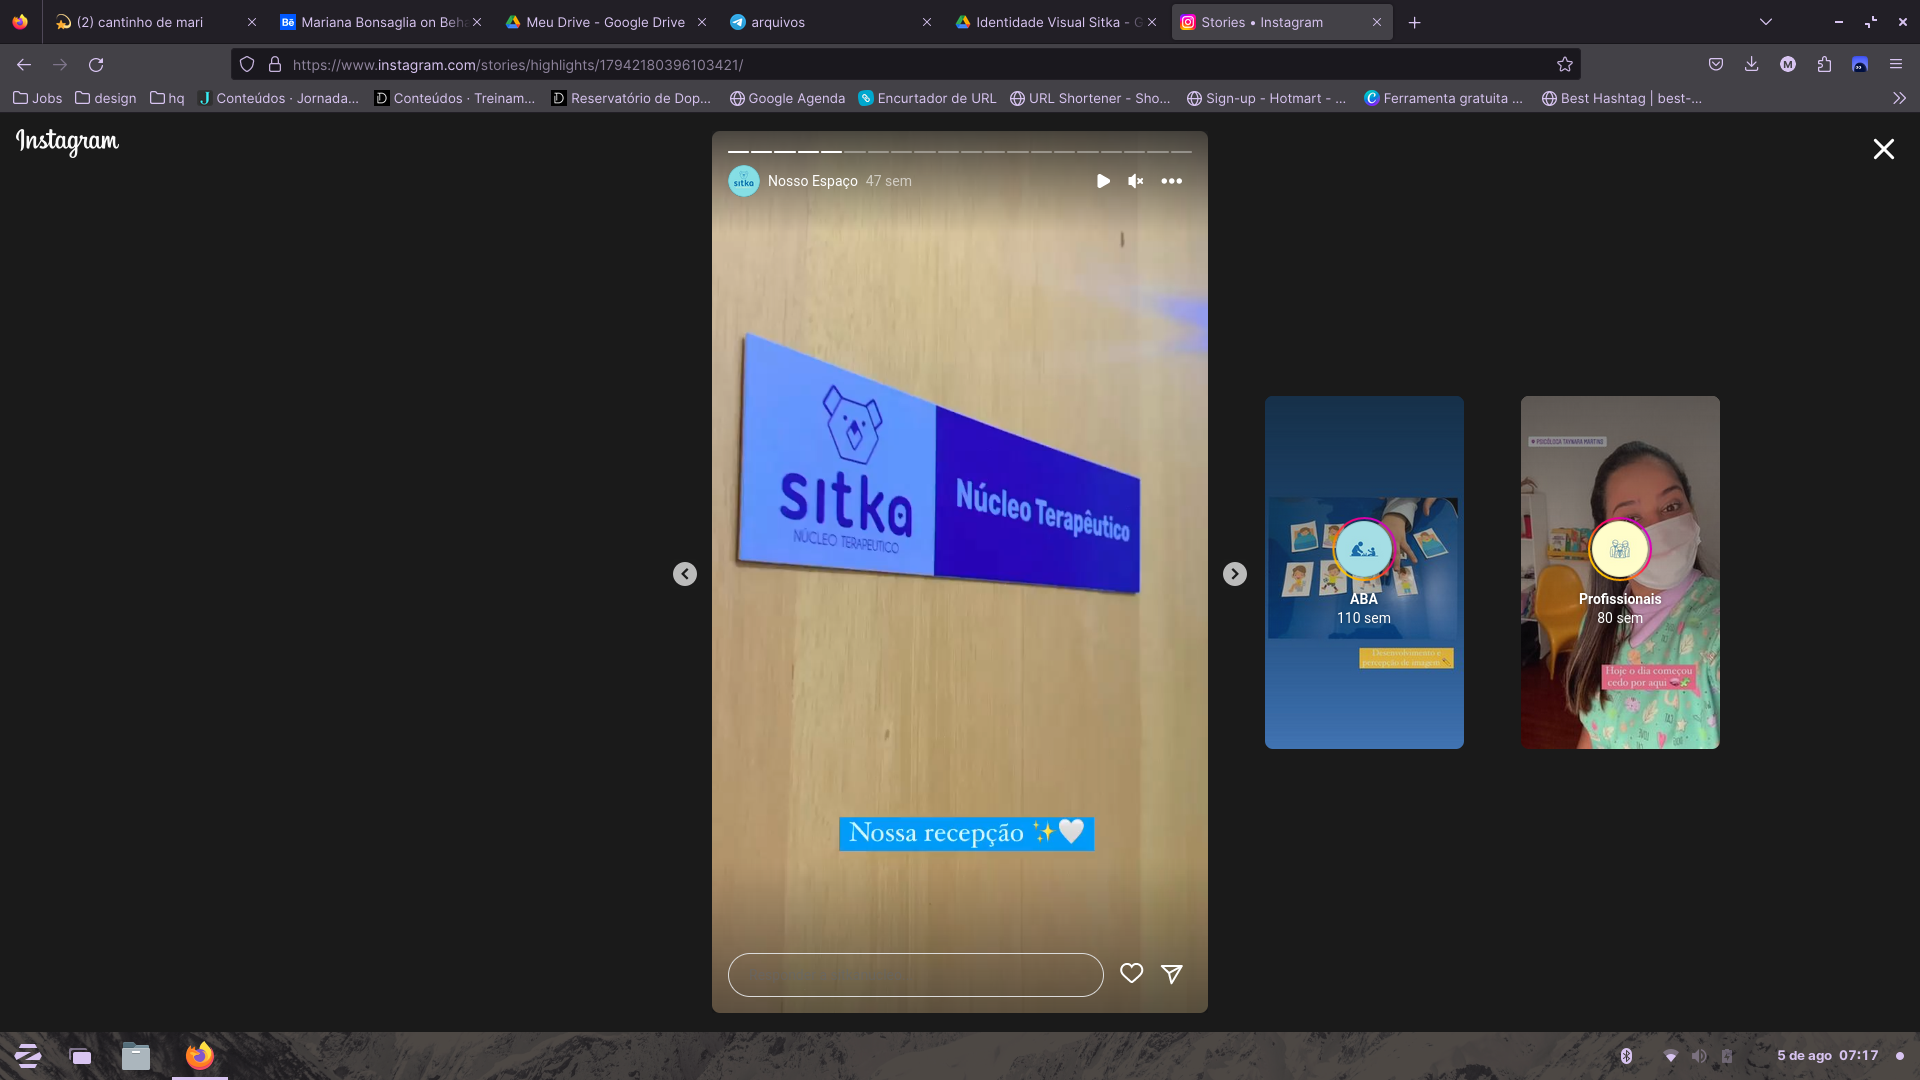 (2) cantinho de mari
Mariana Bonsaglia on Beh
Meu Drive - Google Drive
arquivos
Identidade Visual Sitka - G
Stories • Instagram
https://www.instagram.com/stories/highlights/17942180396103421/
Jobs
design
hq
Conteúdos · Jornada...
Conteúdos · Treinam...
Reservatório de Dop...
Google Agenda
Encurtador de URL
URL Shortener - Sho...
Sign-up - Hotmart - ...
Ferramenta gratuita ...
Best Hashtag | best-...
Instagram
sitka
Nosso Espaço 47 sem
sitka
NÚCLEO TERAPEUTICO
Núcleo Terapêutico
Nossa recepção ✨🤍
ABA
110 sem
Desenvolvimento e
percepção de imagem
PSICÓLOGA TAYNARA MARTINS
Profissionais
80 sem
Hoje o dia começou
cedo por aqui
5 de ago 07:17